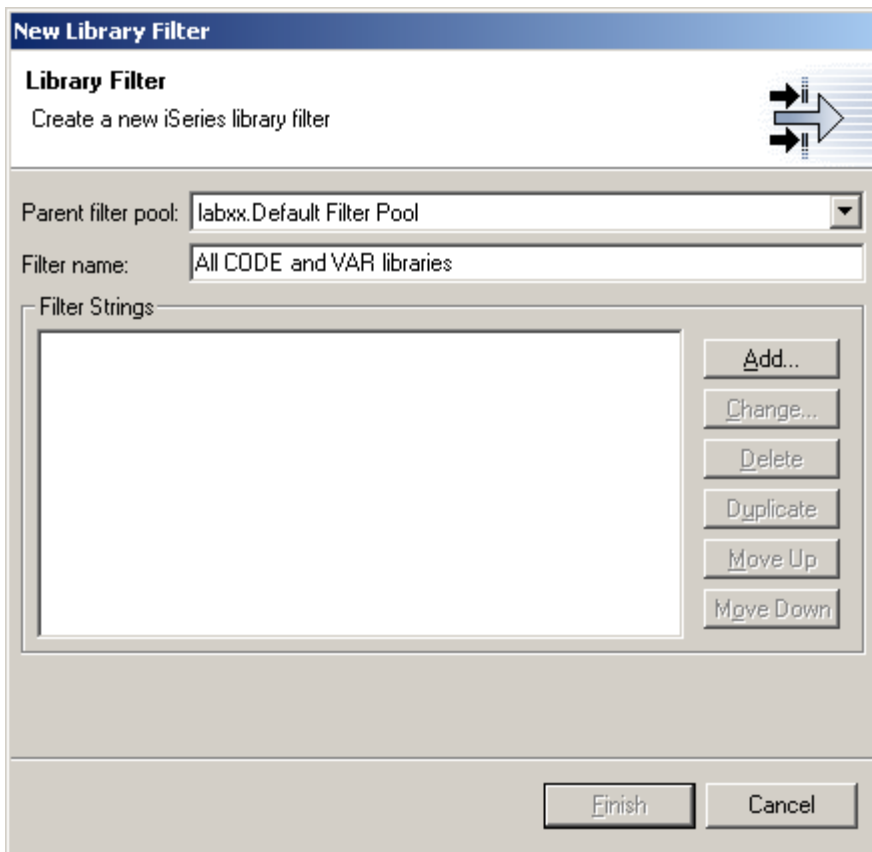 New Library Filter
Library Filter
Create a new iSeries library filter
Parent filter pool: labxx.Default Filter Pool
Filter name: All CODE and VAR libraries
Filter Strings
Add...
Change...
Delete
Duplicate
Move Up
Move Down
Finish Cancel